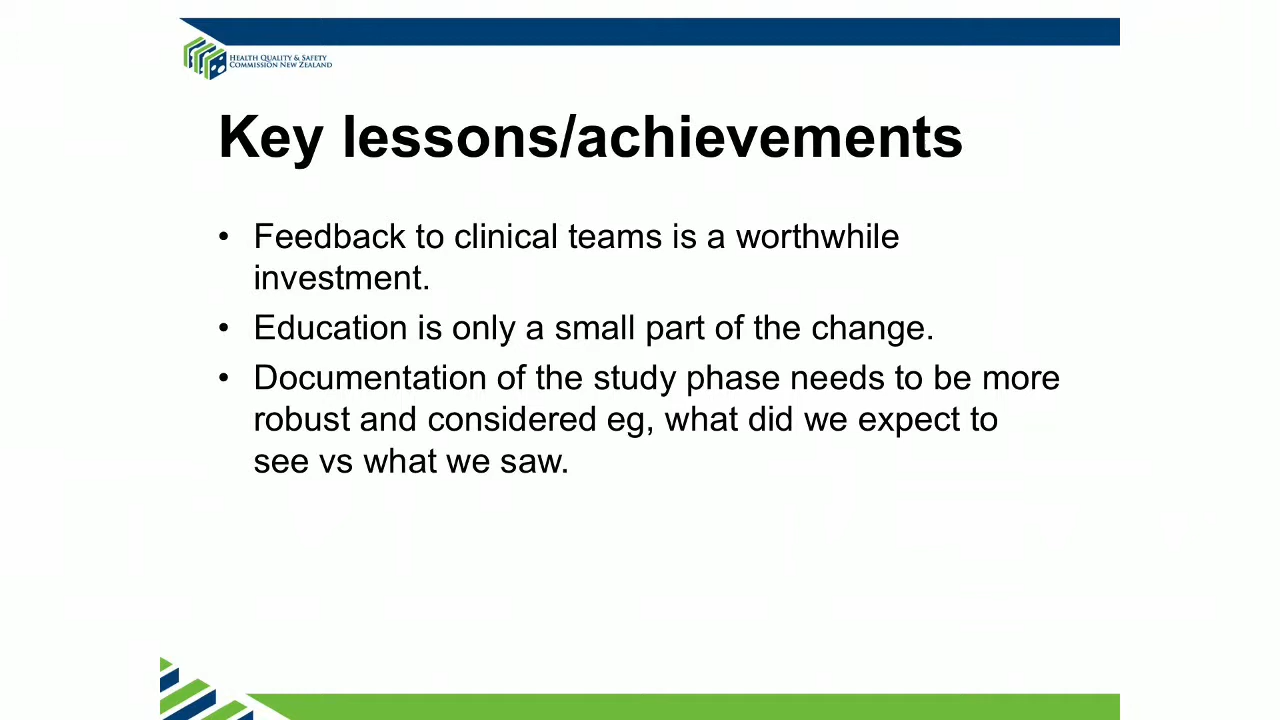 HEALTH QUALITY & SAFETY
COMMISSION NEW ZEALAND
Key lessons/achievements
• Feedback to clinical teams is a worthwhile
investment.
• Education is only a small part of the change.
• Documentation of the study phase needs to be more
robust and considered eg, what did we expect to
see vs what we saw.